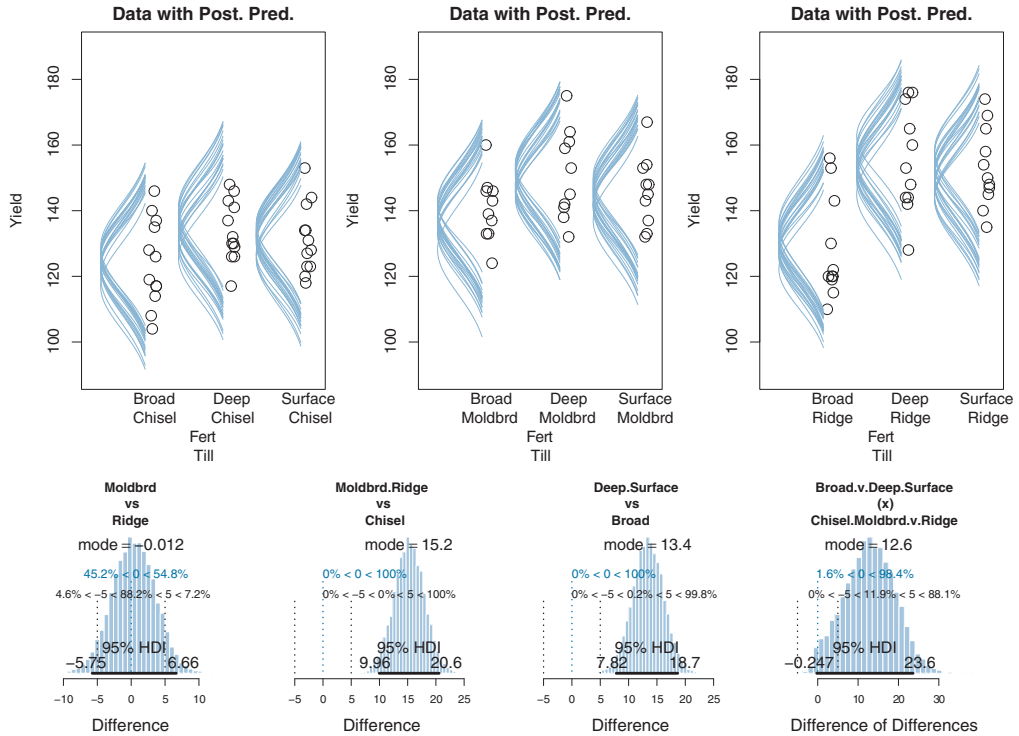 Data with Post. Pred.
Data with Post. Pred.
Data with Post. Pred.
Yield
100 120 140 160 180
Broad Deep Surface
Chisel Chisel Chisel
Fert
Till
Yield
100 120 140 160 180
Broad Deep Surface
Moldbrd Moldbrd Moldbrd
Fert
Till
Yield
100 120 140 160 180
Broad Deep Surface
Ridge Ridge Ridge
Fert
Till
Moldbrd
vs
Ridge
mode = −0.012
45.2% < 0 < 54.8%
4.6% < −5 < 88.2% < 5 < 7.2%
95% HDI
−5.75 6.66
−10 −5 0 5 10
Difference
Moldbrd.Ridge
vs
Chisel
mode = 15.2
0% < 0 < 100%
0% < −5 < 0% < 5 < 100%
95% HDI
9.96 20.6
−5 0 5 10 15 20 25
Difference
Deep.Surface
vs
Broad
mode = 13.4
0% < 0 < 100%
0% < −5 < 0.2% < 5 < 99.8%
95% HDI
7.82 18.7
−5 0 5 10 15 20 25
Difference
Broad.v.Deep.Surface
(x)
Chisel.Moldbrd.v.Ridge
mode = 12.6
1.6% < 0 < 98.4%
0% < −5 < 11.9% < 5 < 88.1%
95% HDI
−0.247 23.6
0 10 20 30
Difference of Differences